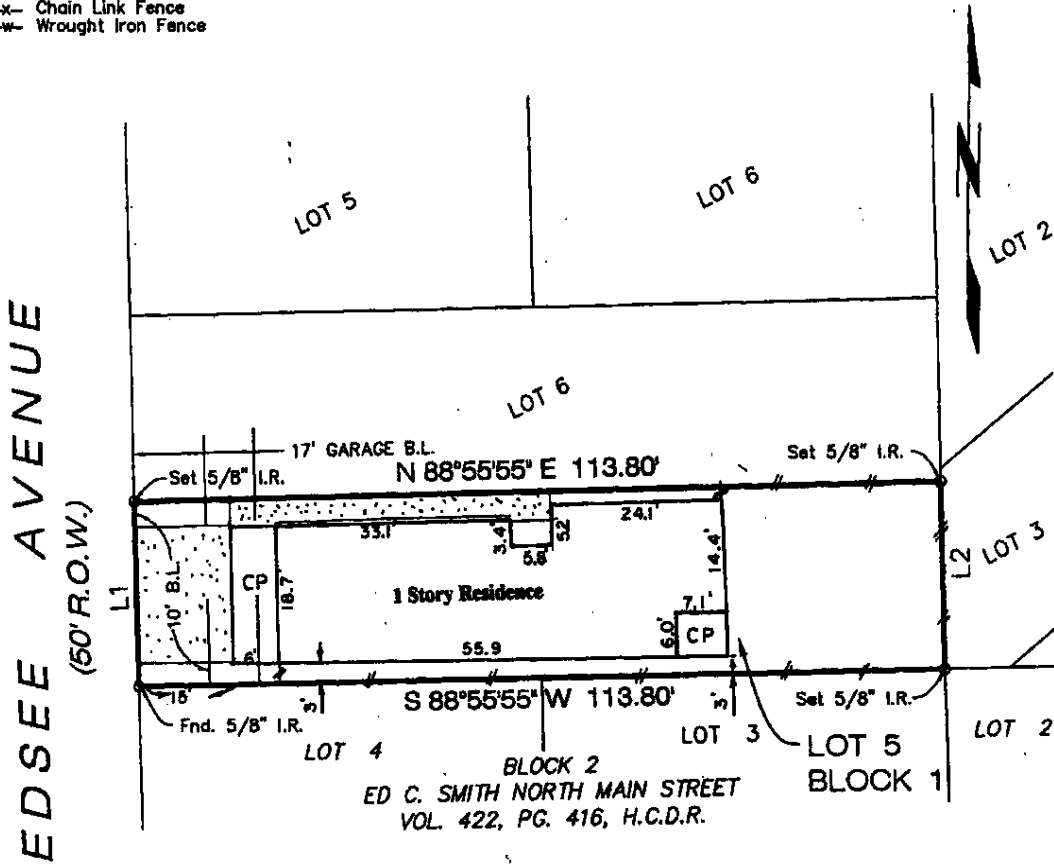 x— Chain Link Fence
w— Wrought Iron Fence
N
LOT 5
LOT 6
LOT 2
LOT 6
EDSEE AVENUE
(50' R.O.W.)
17' GARAGE B.L.
Set 5/8" I.R.
N 88°55'55" E 113.80'
Set 5/8" I.R.
33.1'
3.4'
5.8'
5.2'
24.1'
14.4'
L1
10' B.L.
CP
18.7'
6'
1 Story Residence
7.1'
6.0'
CP
55.9
L2
LOT 3
15'
3'
S 88°55'55" W 113.80'
3'
Fnd. 5/8" I.R.
Set 5/8" I.R.
LOT 4
LOT 3
LOT 5
BLOCK 1
LOT 2
BLOCK 2
ED C. SMITH NORTH MAIN STREET
VOL. 422, PG. 416, H.C.D.R.